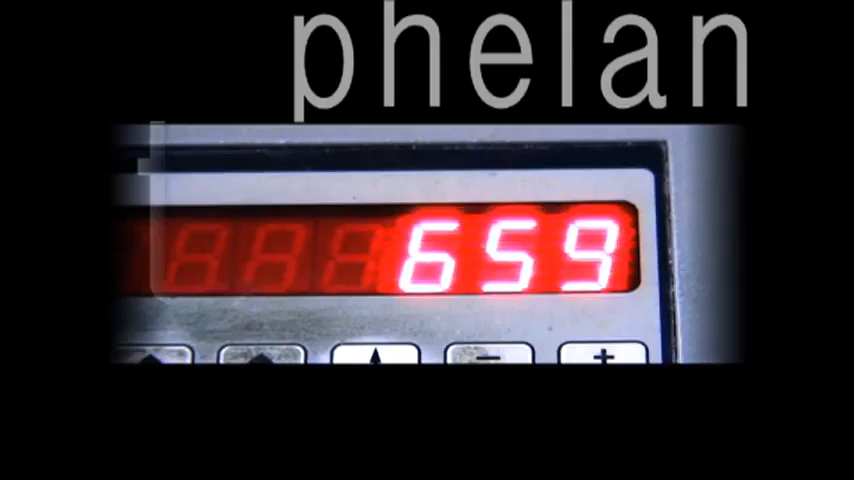 phelan
659
- +